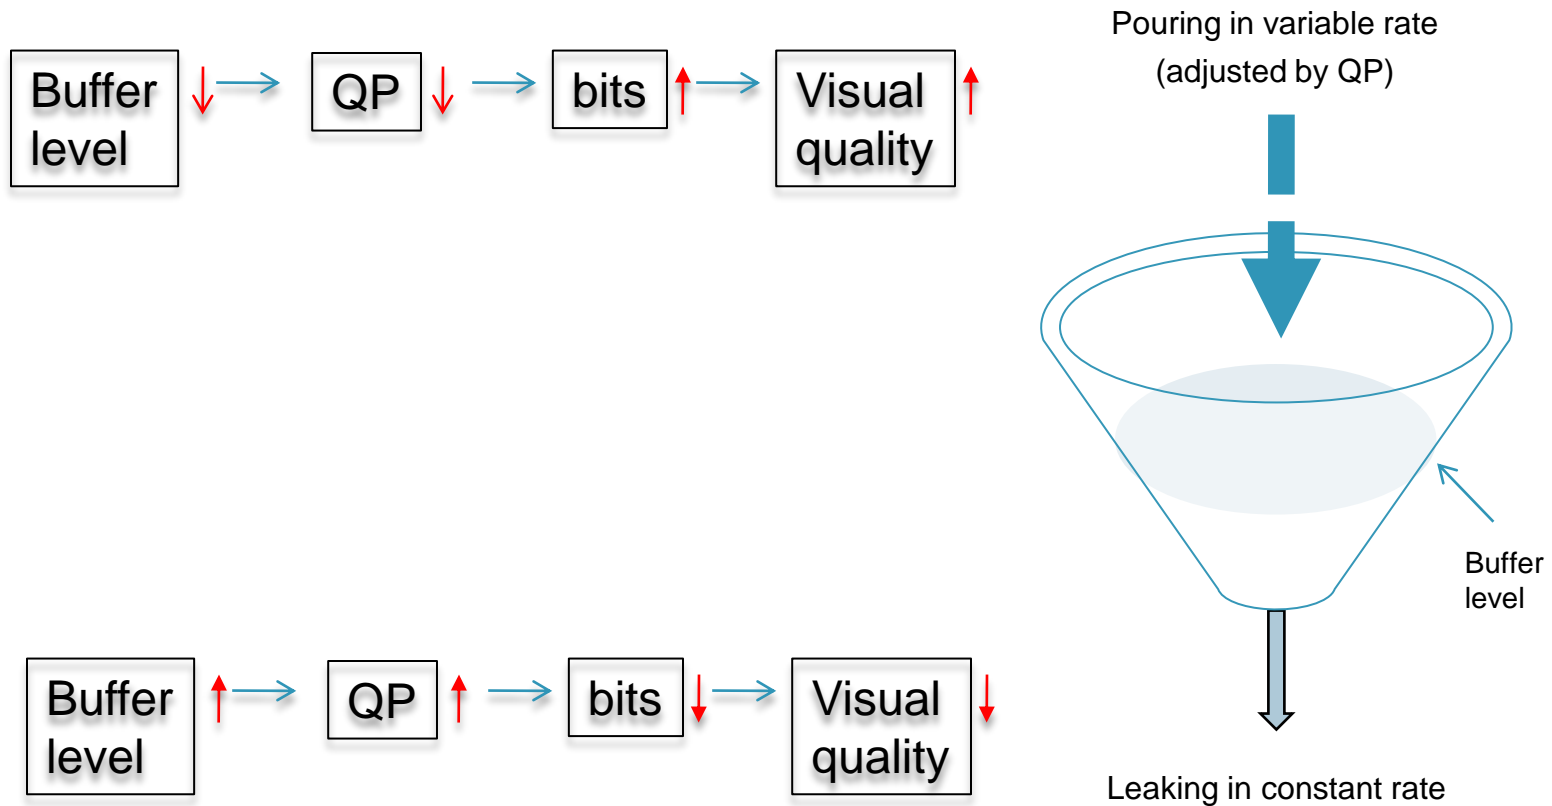 Buffer
level
QP
bits
Visual
quality
Pouring in variable rate
(adjusted by QP)
Buffer
level
Buffer
level
QP
bits
Visual
quality
Leaking in constant rate